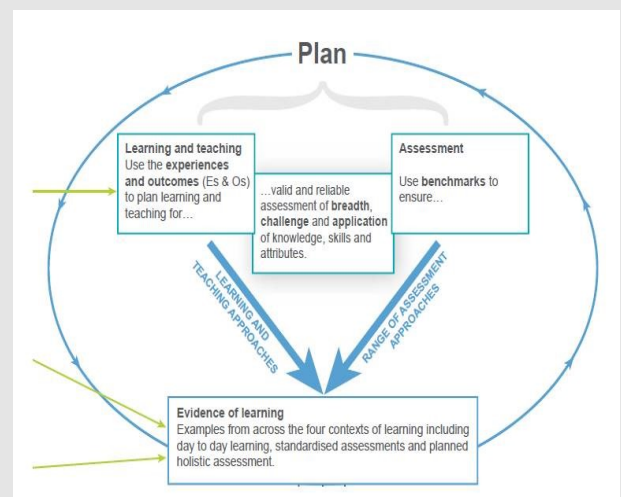 Plan
Learning and teaching
Use the experiences
and outcomes (Es & Os)
to plan learning and
teaching for…
…valid and reliable
assessment of breadth,
challenge and application
of knowledge, skills and
attributes.
Assessment
Use benchmarks to
ensure…
LEARNING AND
TEACHING APPROACHES
RANGE OF ASSESSMENT
APPROACHES
Evidence of learning
Examples from across the four contexts of learning including
day to day learning, standardised assessments and planned
holistic assessment.